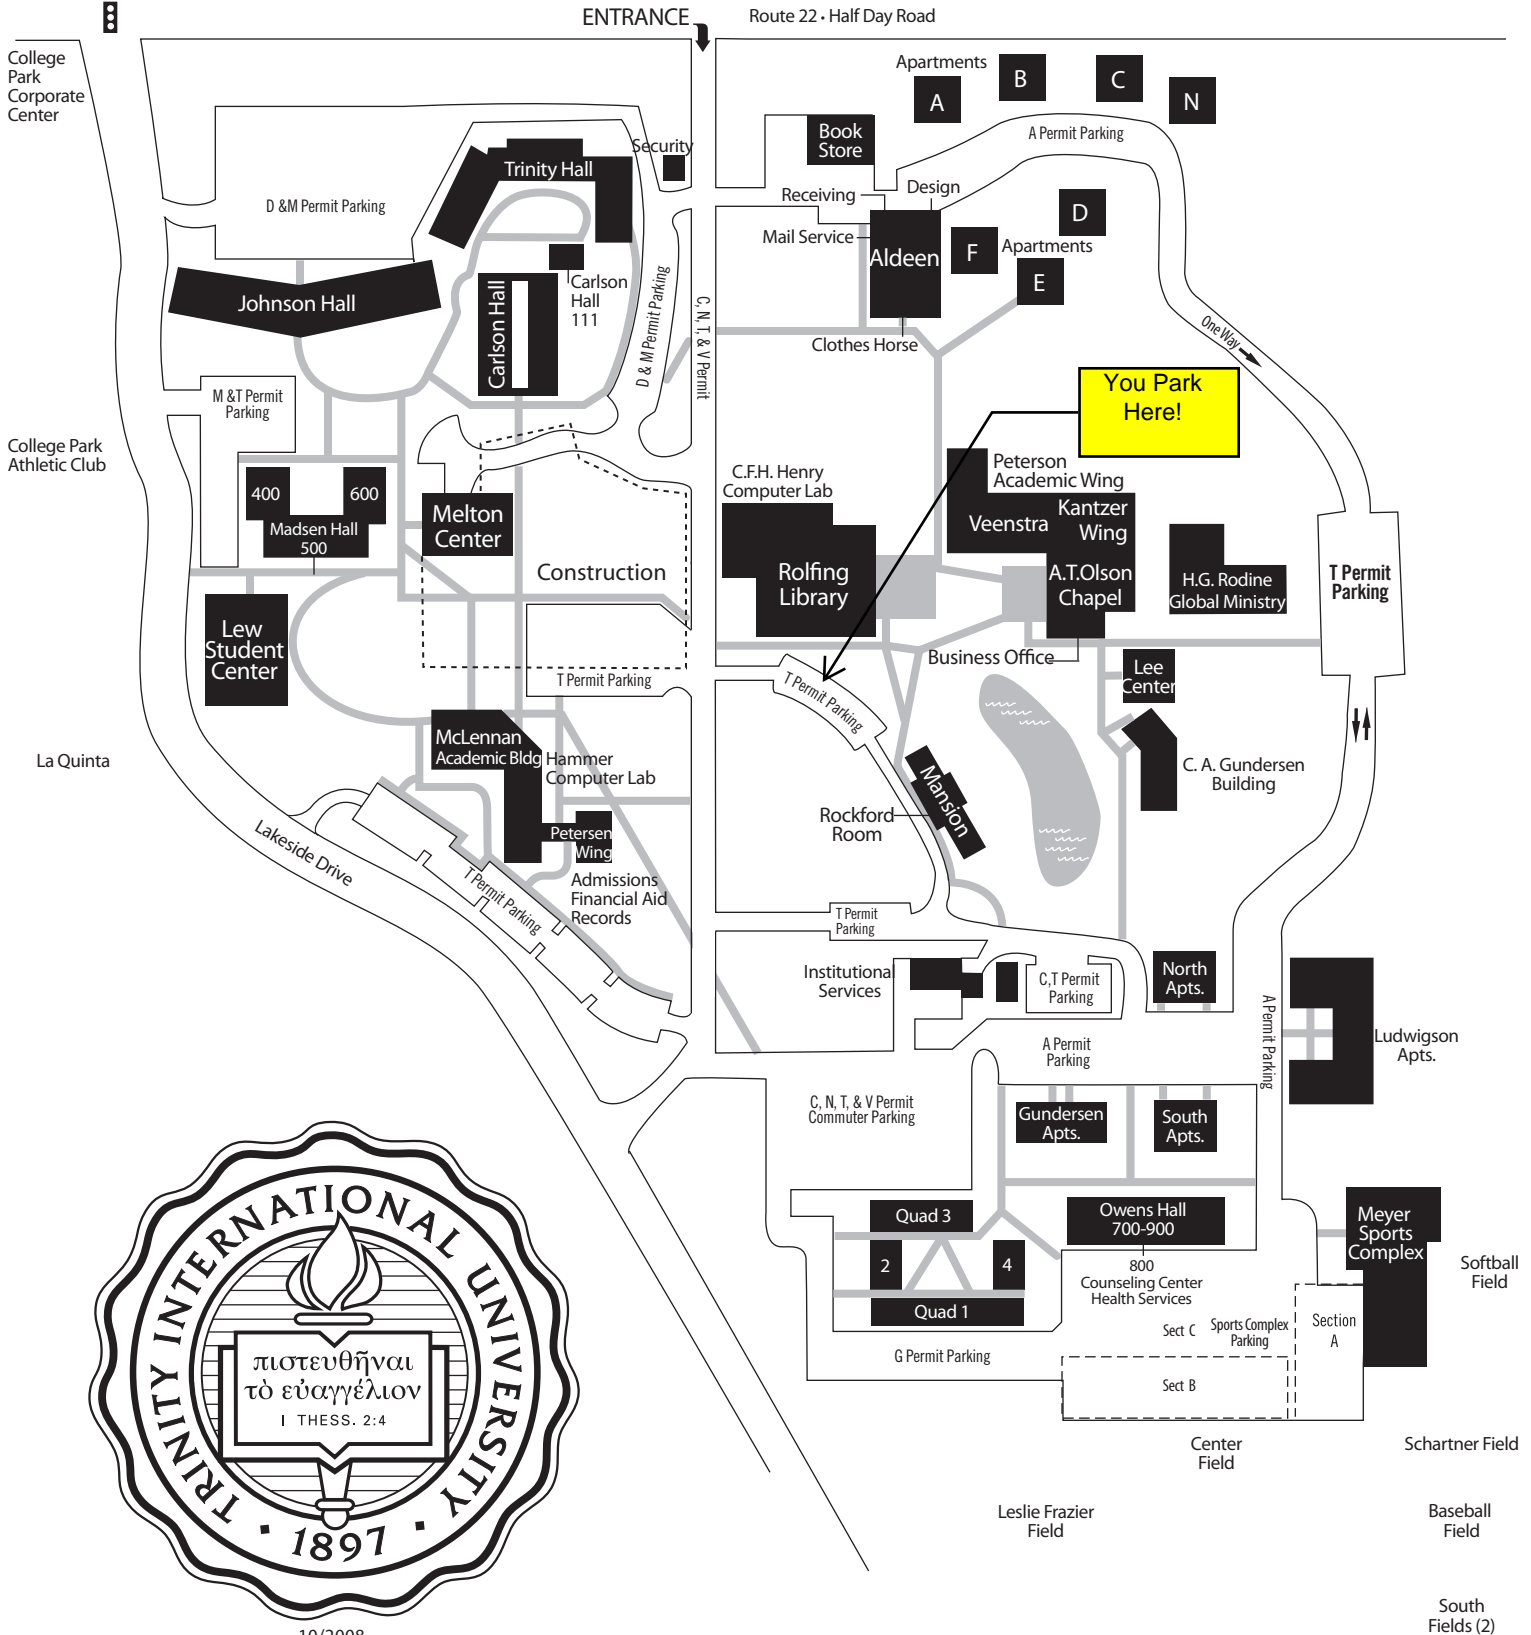 ENTRANCE
Route 22 • Half Day Road
College
Park
Corporate
Center
Apartments
A
B
C
N
A Permit Parking
Book
Store
Security
Trinity Hall
D &M Permit Parking
Receiving
Design
Mail Service
Aldeen
F
Apartments
D
E
Johnson Hall
Carlson Hall
Carlson
Hall
111
D & M Permit Parking
C, N, T, & V Permit
Clothes Horse
One Way
You Park
Here!
M &T Permit
Parking
College Park
Athletic Club
400
600
Madsen Hall
500
Melton
Center
Construction
C.F.H. Henry
Computer Lab
Rolfing
Library
Peterson
Academic Wing
Veenstra
Kantzer
Wing
A.T.Olson
Chapel
H.G. Rodine
Global Ministry
T Permit
Parking
Lew
Student
Center
T Permit Parking
T Permit Parking
Business Office
Lee
Center
La Quinta
McLennan
Academic Bldg
Hammer
Computer Lab
Mansion
Rockford
Room
C. A. Gundersen
Building
Lakeside Drive
Petersen
Wing
T Permit Parking
Admissions
Financial Aid
Records
T Permit
Parking
Institutional
Services
C,T Permit
Parking
North
Apts.
A Permit Parking
Ludwigson
Apts.
A Permit
Parking
C, N, T, & V Permit
Commuter Parking
Gundersen
Apts.
South
Apts.
Quad 3
2
4
Quad 1
Owens Hall
700-900
800
Counseling Center
Health Services
Meyer
Sports
Complex
Softball
Field
Sect C
Sports Complex
Parking
Section
A
G Permit Parking
Sect B
Center
Field
Schartner Field
Leslie Frazier
Field
Baseball
Field
South
Fields (2)
TRINITY INTERNATIONAL UNIVERSITY
πιστευθῆναι
τὸ εὐαγγέλιον
I THESS. 2:4
• 1897 •
10/2008